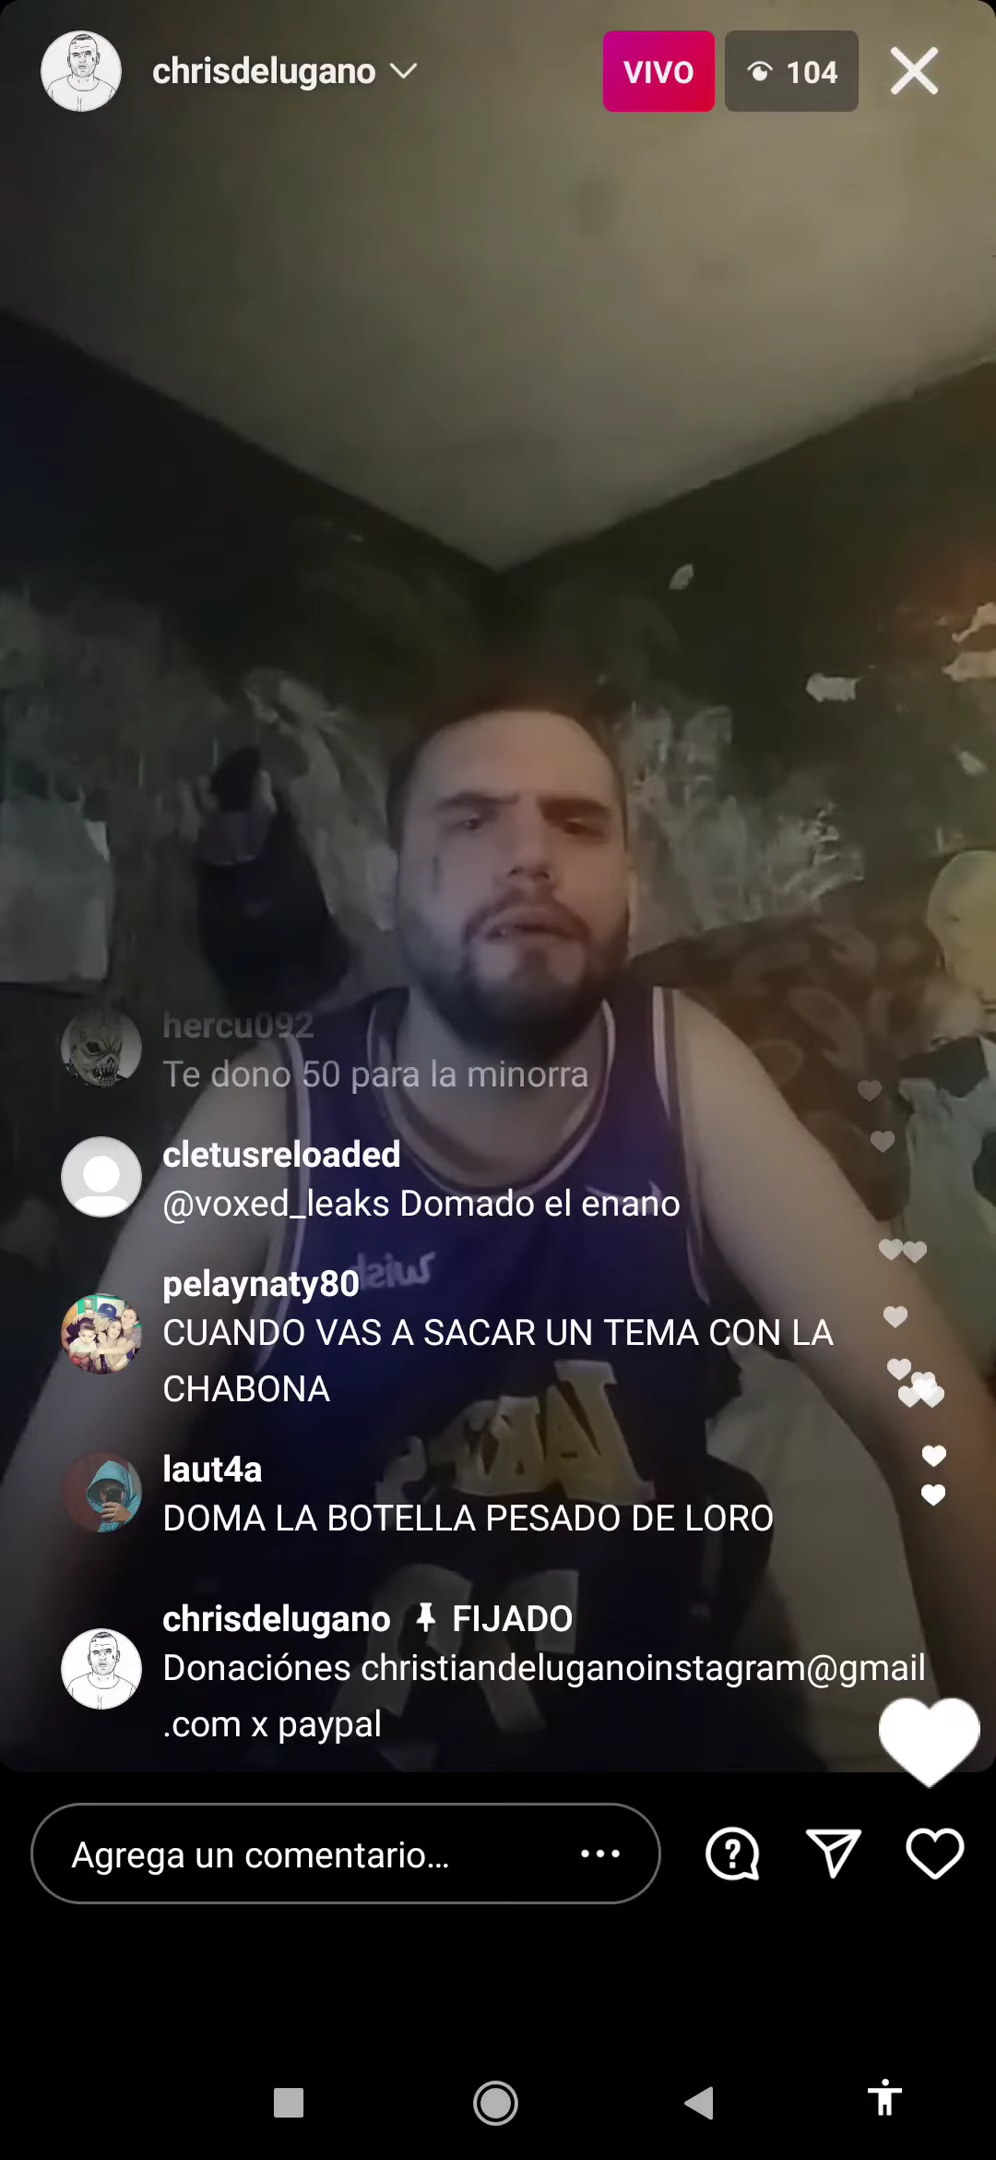 chrisdelugano
VIVO
104
hercu092
Te dono 50 para la minorra
cletusreloaded
@voxed_leaks Domado el enano
pelaynaty80
CUANDO VAS A SACAR UN TEMA CON LA
CHABONA
laut4a
DOMA LA BOTELLA PESADO DE LORO
chrisdelugano FIJADO
Donaciónes christiandeluganoinstagram@gmail
.com x paypal
Agrega un comentario...